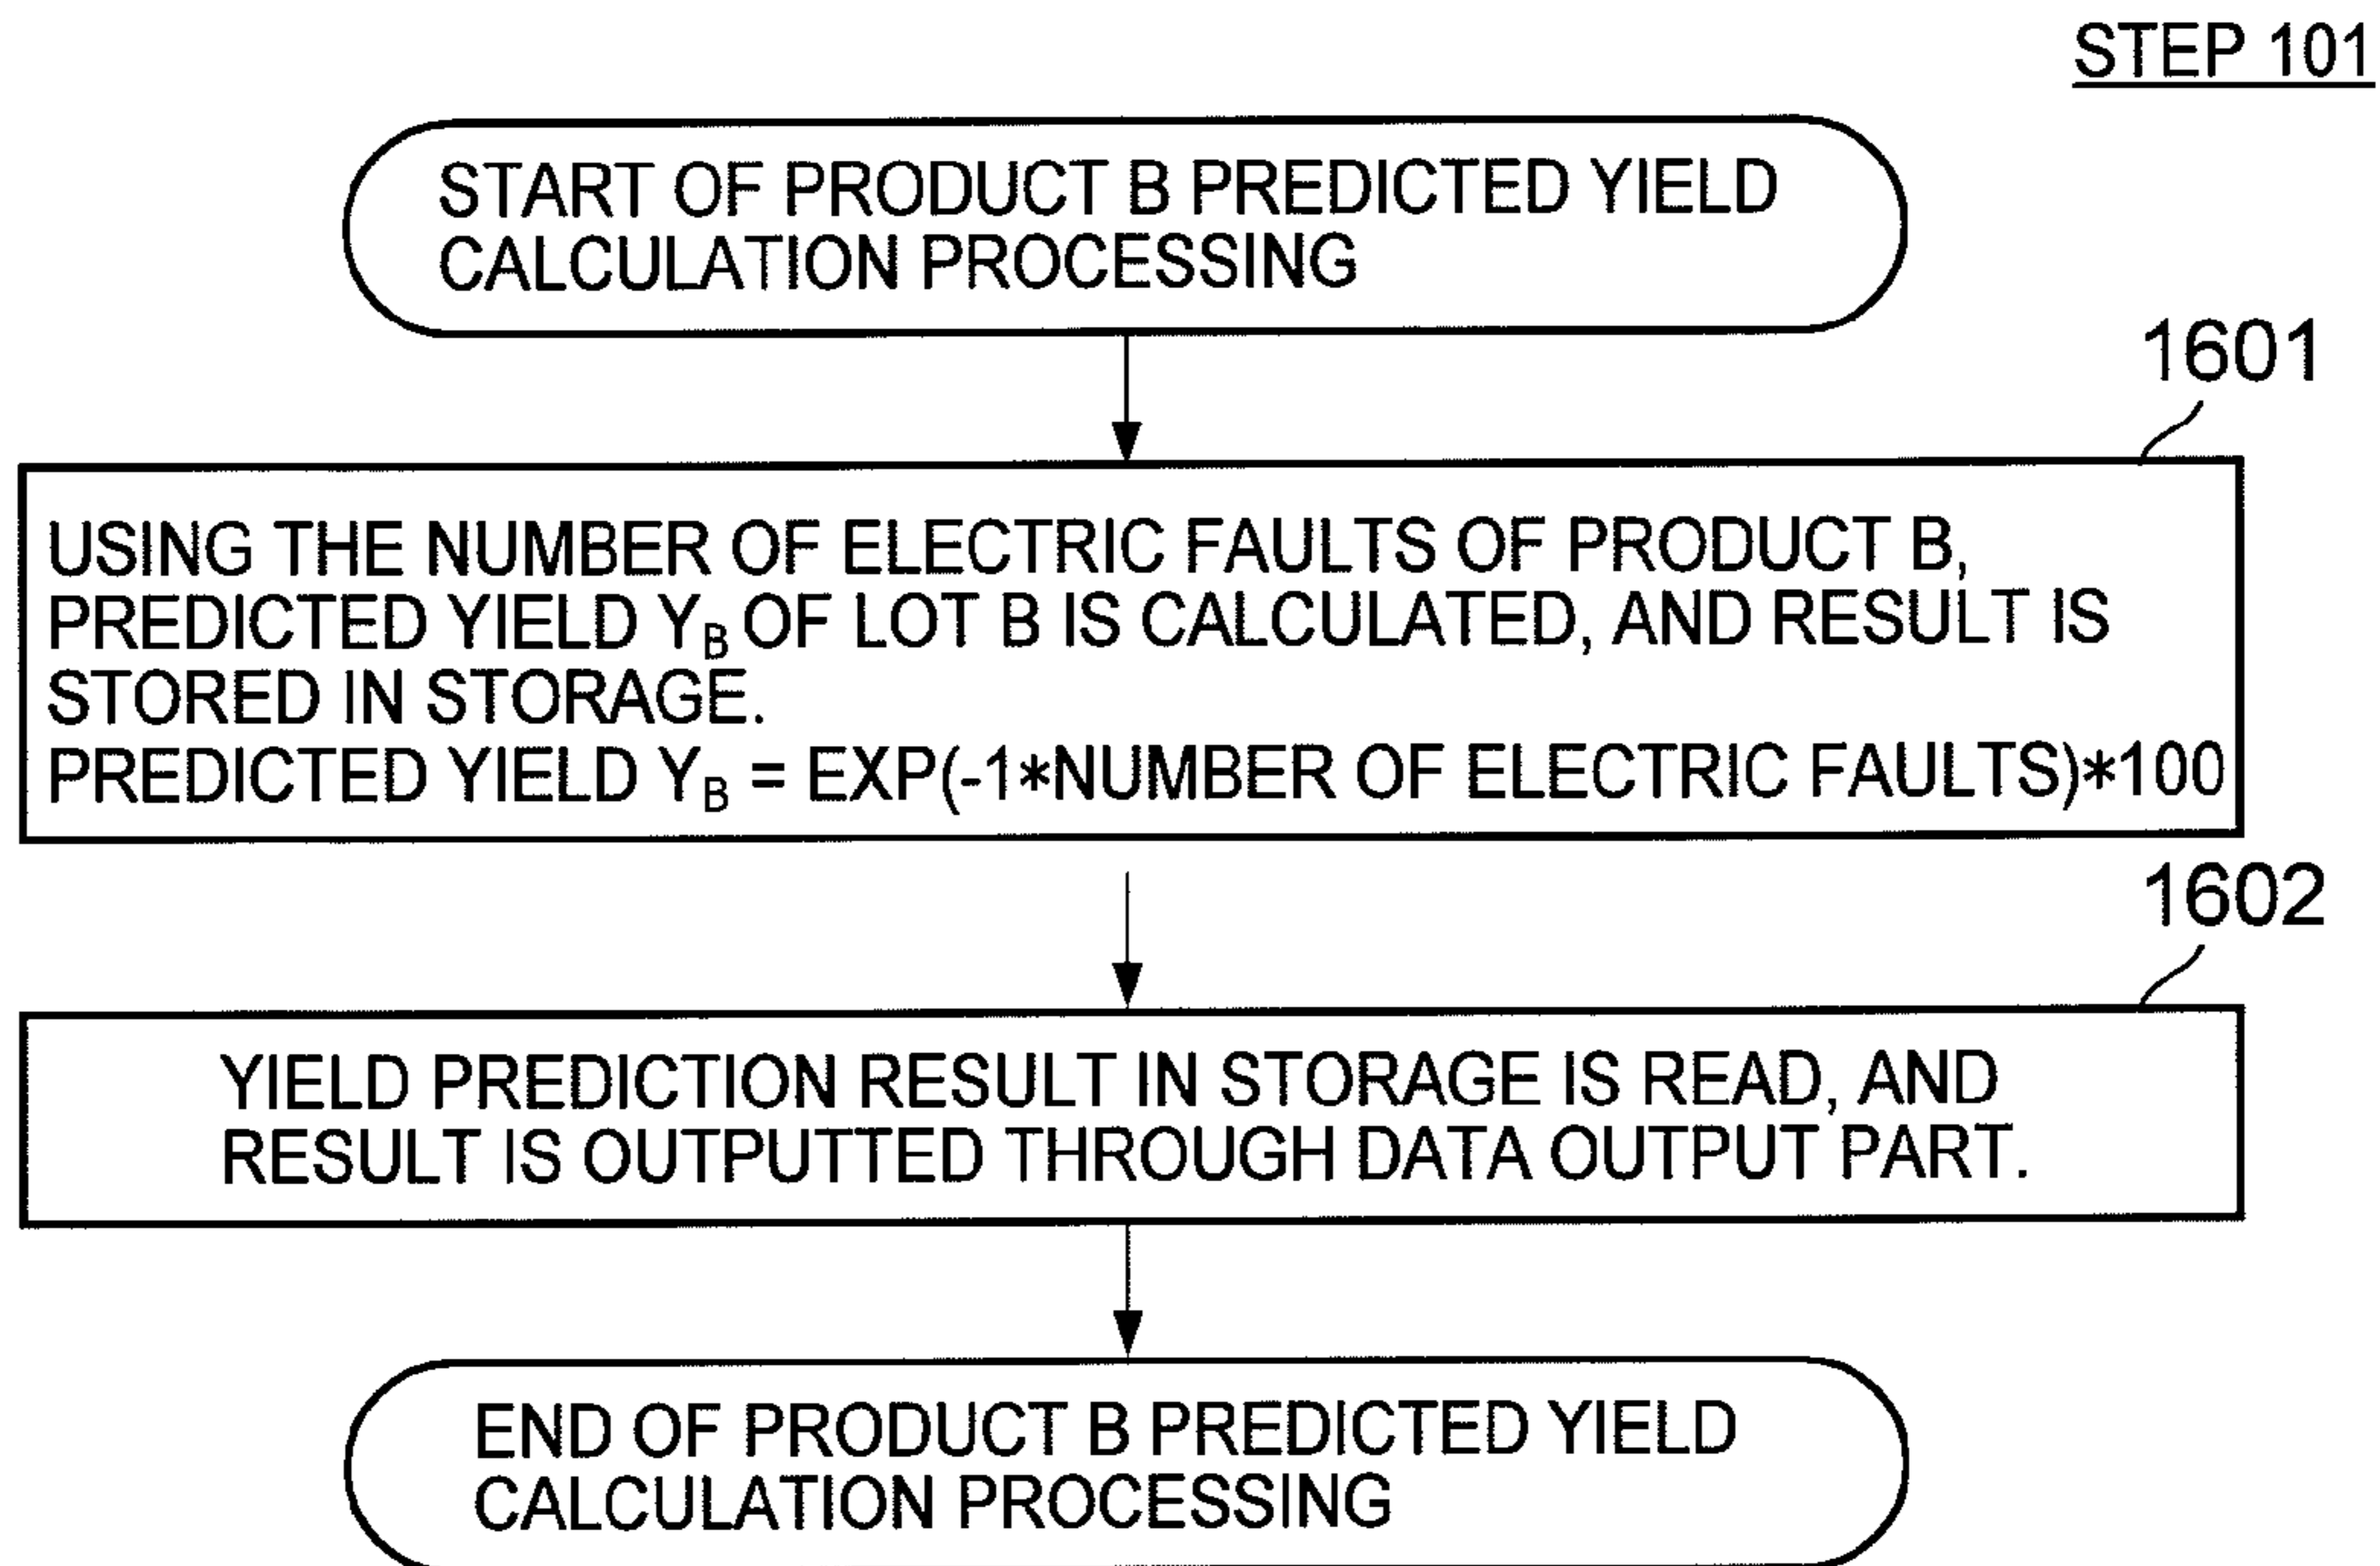 STEP 101
START OF PRODUCT B PREDICTED YIELD
CALCULATION PROCESSING
1601
USING THE NUMBER OF ELECTRIC FAULTS OF PRODUCT B,
PREDICTED YIELD Y_B OF LOT B IS CALCULATED, AND RESULT IS
STORED IN STORAGE.
PREDICTED YIELD Y_B = EXP(-1*NUMBER OF ELECTRIC FAULTS)*100
1602
YIELD PREDICTION RESULT IN STORAGE IS READ, AND
RESULT IS OUTPUTTED THROUGH DATA OUTPUT PART.
END OF PRODUCT B PREDICTED YIELD
CALCULATION PROCESSING